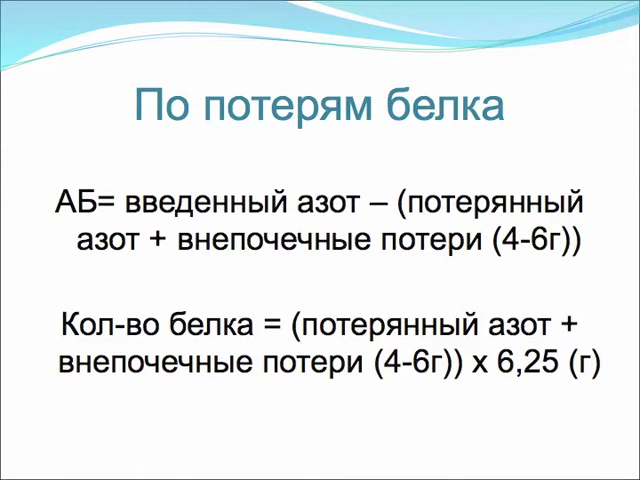 По потерям белка
АБ= введенный азот – (потерянный
азот + внепочечные потери (4-6г))
Кол-во белка = (потерянный азот +
внепочечные потери (4-6г)) х 6,25 (г)